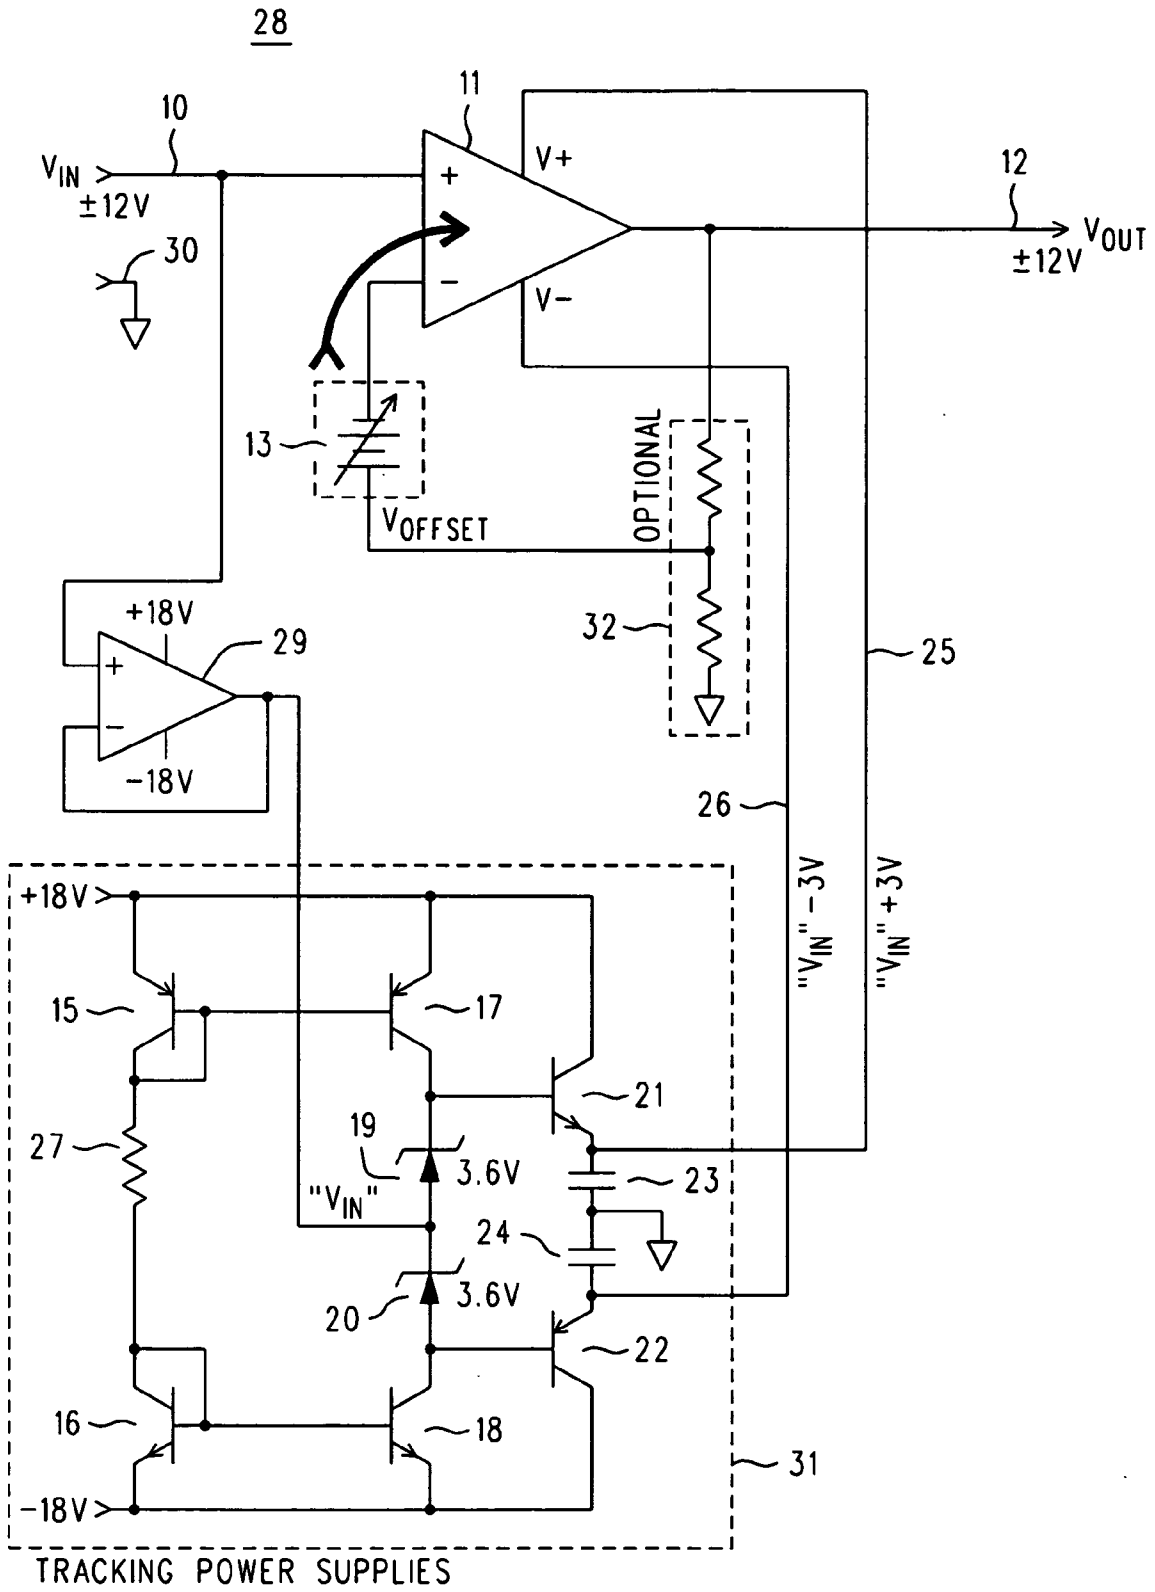 28
11
10
V+
12
VIN
±12V
+
VOUT
±12V
30
−
V−
13
OPTIONAL
VOFFSET
+18V
29
32
25
+
−
−18V
26
"VIN"−3V
"VIN"+3V
+18V
15
17
21
19
27
3.6V
23
"VIN"
24
3.6V
20
22
16
18
31
−18V
TRACKING POWER SUPPLIES